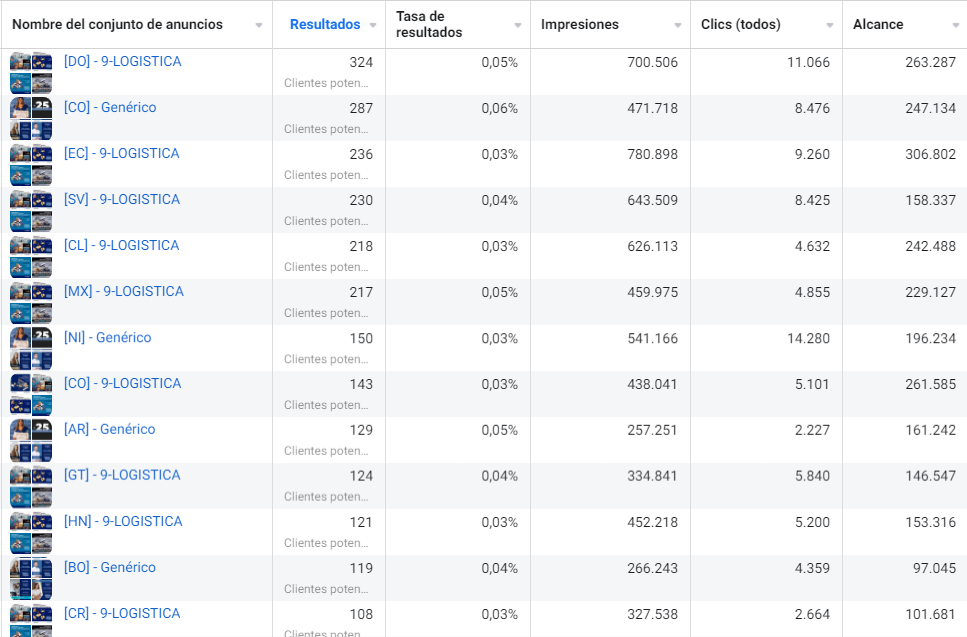 Nombre del conjunto de anuncios Resultados Tasa de resultados Impresiones Clics (todos) Alcance
[DO] - 9-LOGISTICA 324 0,05% 700.506 11.066 263.287
Clientes poten...
25
[CO] - Genérico 287 0,06% 471.718 8.476 247.134
Clientes poten...
[EC] - 9-LOGISTICA 236 0,03% 780.898 9.260 306.802
Clientes poten...
[SV] - 9-LOGISTICA 230 0,04% 643.509 8.425 158.337
Clientes poten...
[CL] - 9-LOGISTICA 218 0,03% 626.113 4.632 242.488
Clientes poten...
[MX] - 9-LOGISTICA 217 0,05% 459.975 4.855 229.127
Clientes poten...
25
[NI] - Genérico 150 0,03% 541.166 14.280 196.234
Clientes poten...
[CO] - 9-LOGISTICA 143 0,03% 438.041 5.101 261.585
Clientes poten...
25
[AR] - Genérico 129 0,05% 257.251 2.227 161.242
Clientes poten...
[GT] - 9-LOGISTICA 124 0,04% 334.841 5.840 146.547
Clientes poten...
[HN] - 9-LOGISTICA 121 0,03% 452.218 5.200 153.316
Clientes poten...
[BO] - Genérico 119 0,04% 266.243 4.359 97.045
Clientes poten...
[CR] - 9-LOGISTICA 108 0,03% 327.538 2.664 101.681
Clientes poten